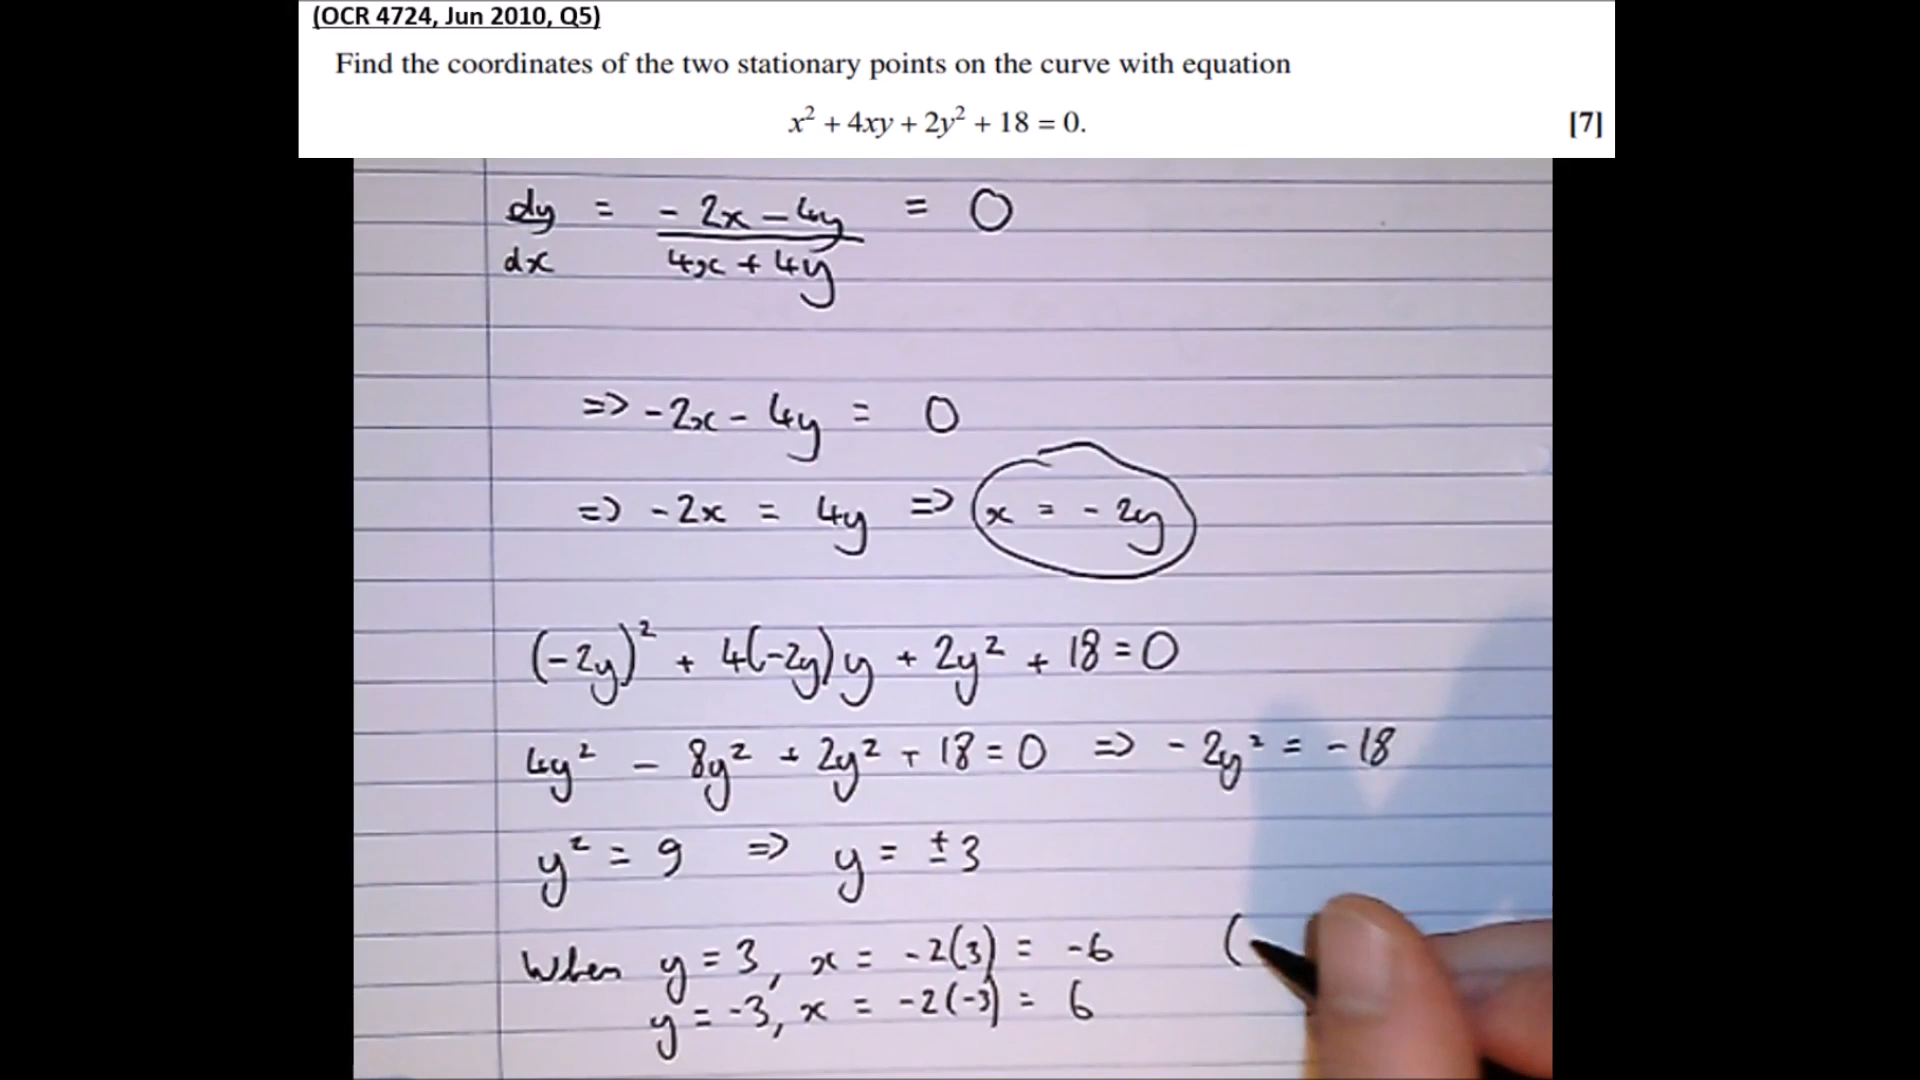 (OCR 4724, Jun 2010, Q5)
Find the coordinates of the two stationary points on the curve with equation
x² + 4xy + 2y² + 18 = 0.
[7]
dy/dx = (-2x - 4y)/(4x + 4y) = 0
=> -2x - 4y = 0
=> -2x = 4y => x = -2y
(-2y)² + 4(-2y)y + 2y² + 18 = 0
4y² - 8y² + 2y² + 18 = 0 => -2y² = -18
y² = 9 => y = ±3
When y = 3, x = -2(3) = -6 (
y = -3, x = -2(-3) = 6